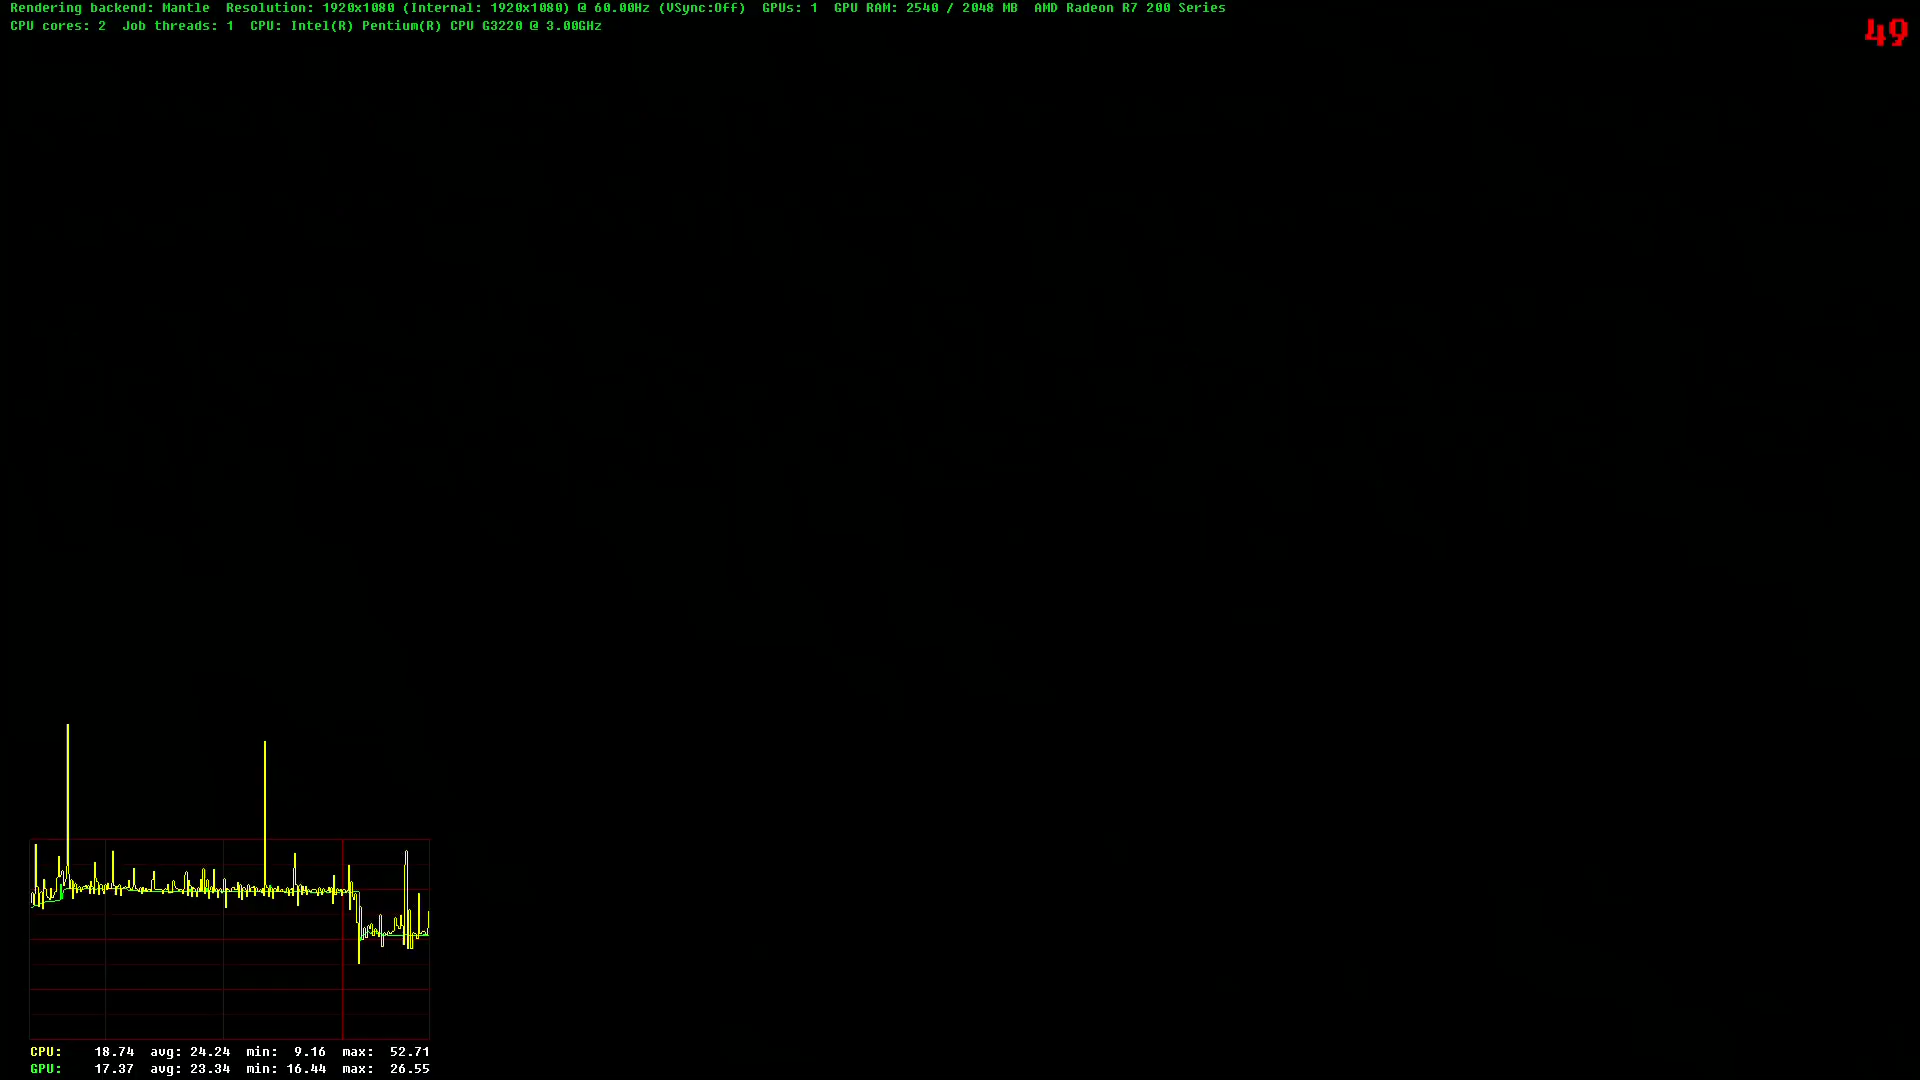 Rendering backend: Mantle  Resolution: 1920x1080 (Internal: 1920x1080) @ 60.00Hz (VSync:Off)  GPUs: 1  GPU RAM: 2540 / 2048 MB  AMD Radeon R7 200 Series
CPU cores: 2  Job threads: 1  CPU: Intel(R) Pentium(R) CPU G3220 @ 3.00GHz
49
CPU: 18.74 avg: 24.24 min: 9.16 max: 52.71
GPU: 17.37 avg: 23.34 min: 16.44 max: 26.55